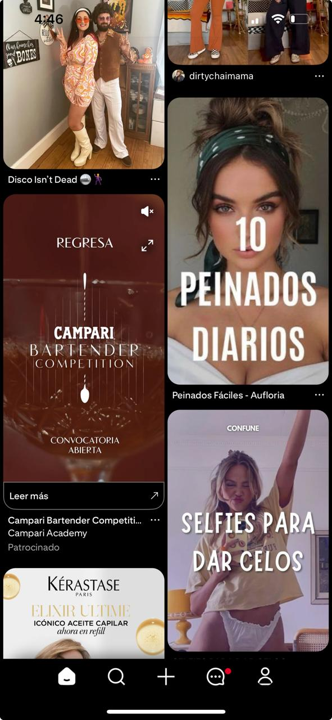 4:46
BOXES
Disco Isn't Dead 🪩🕺
REGRESA
CAMPARI
BARTENDER
COMPETITION
CONVOCATORIA
ABIERTA
Leer más
Campari Bartender Competiti...
Campari Academy
Patrocinado
KÉRASTASE
PARIS
ELIXIR ULTIME
ICÓNICO ACEITE CAPILAR
ahora en refill
dirtychaimama
10
PEINADOS
DIARIOS
Peinados Fáciles - Aufloria
CONFUNE
SELFIES PARA
DAR CELOS